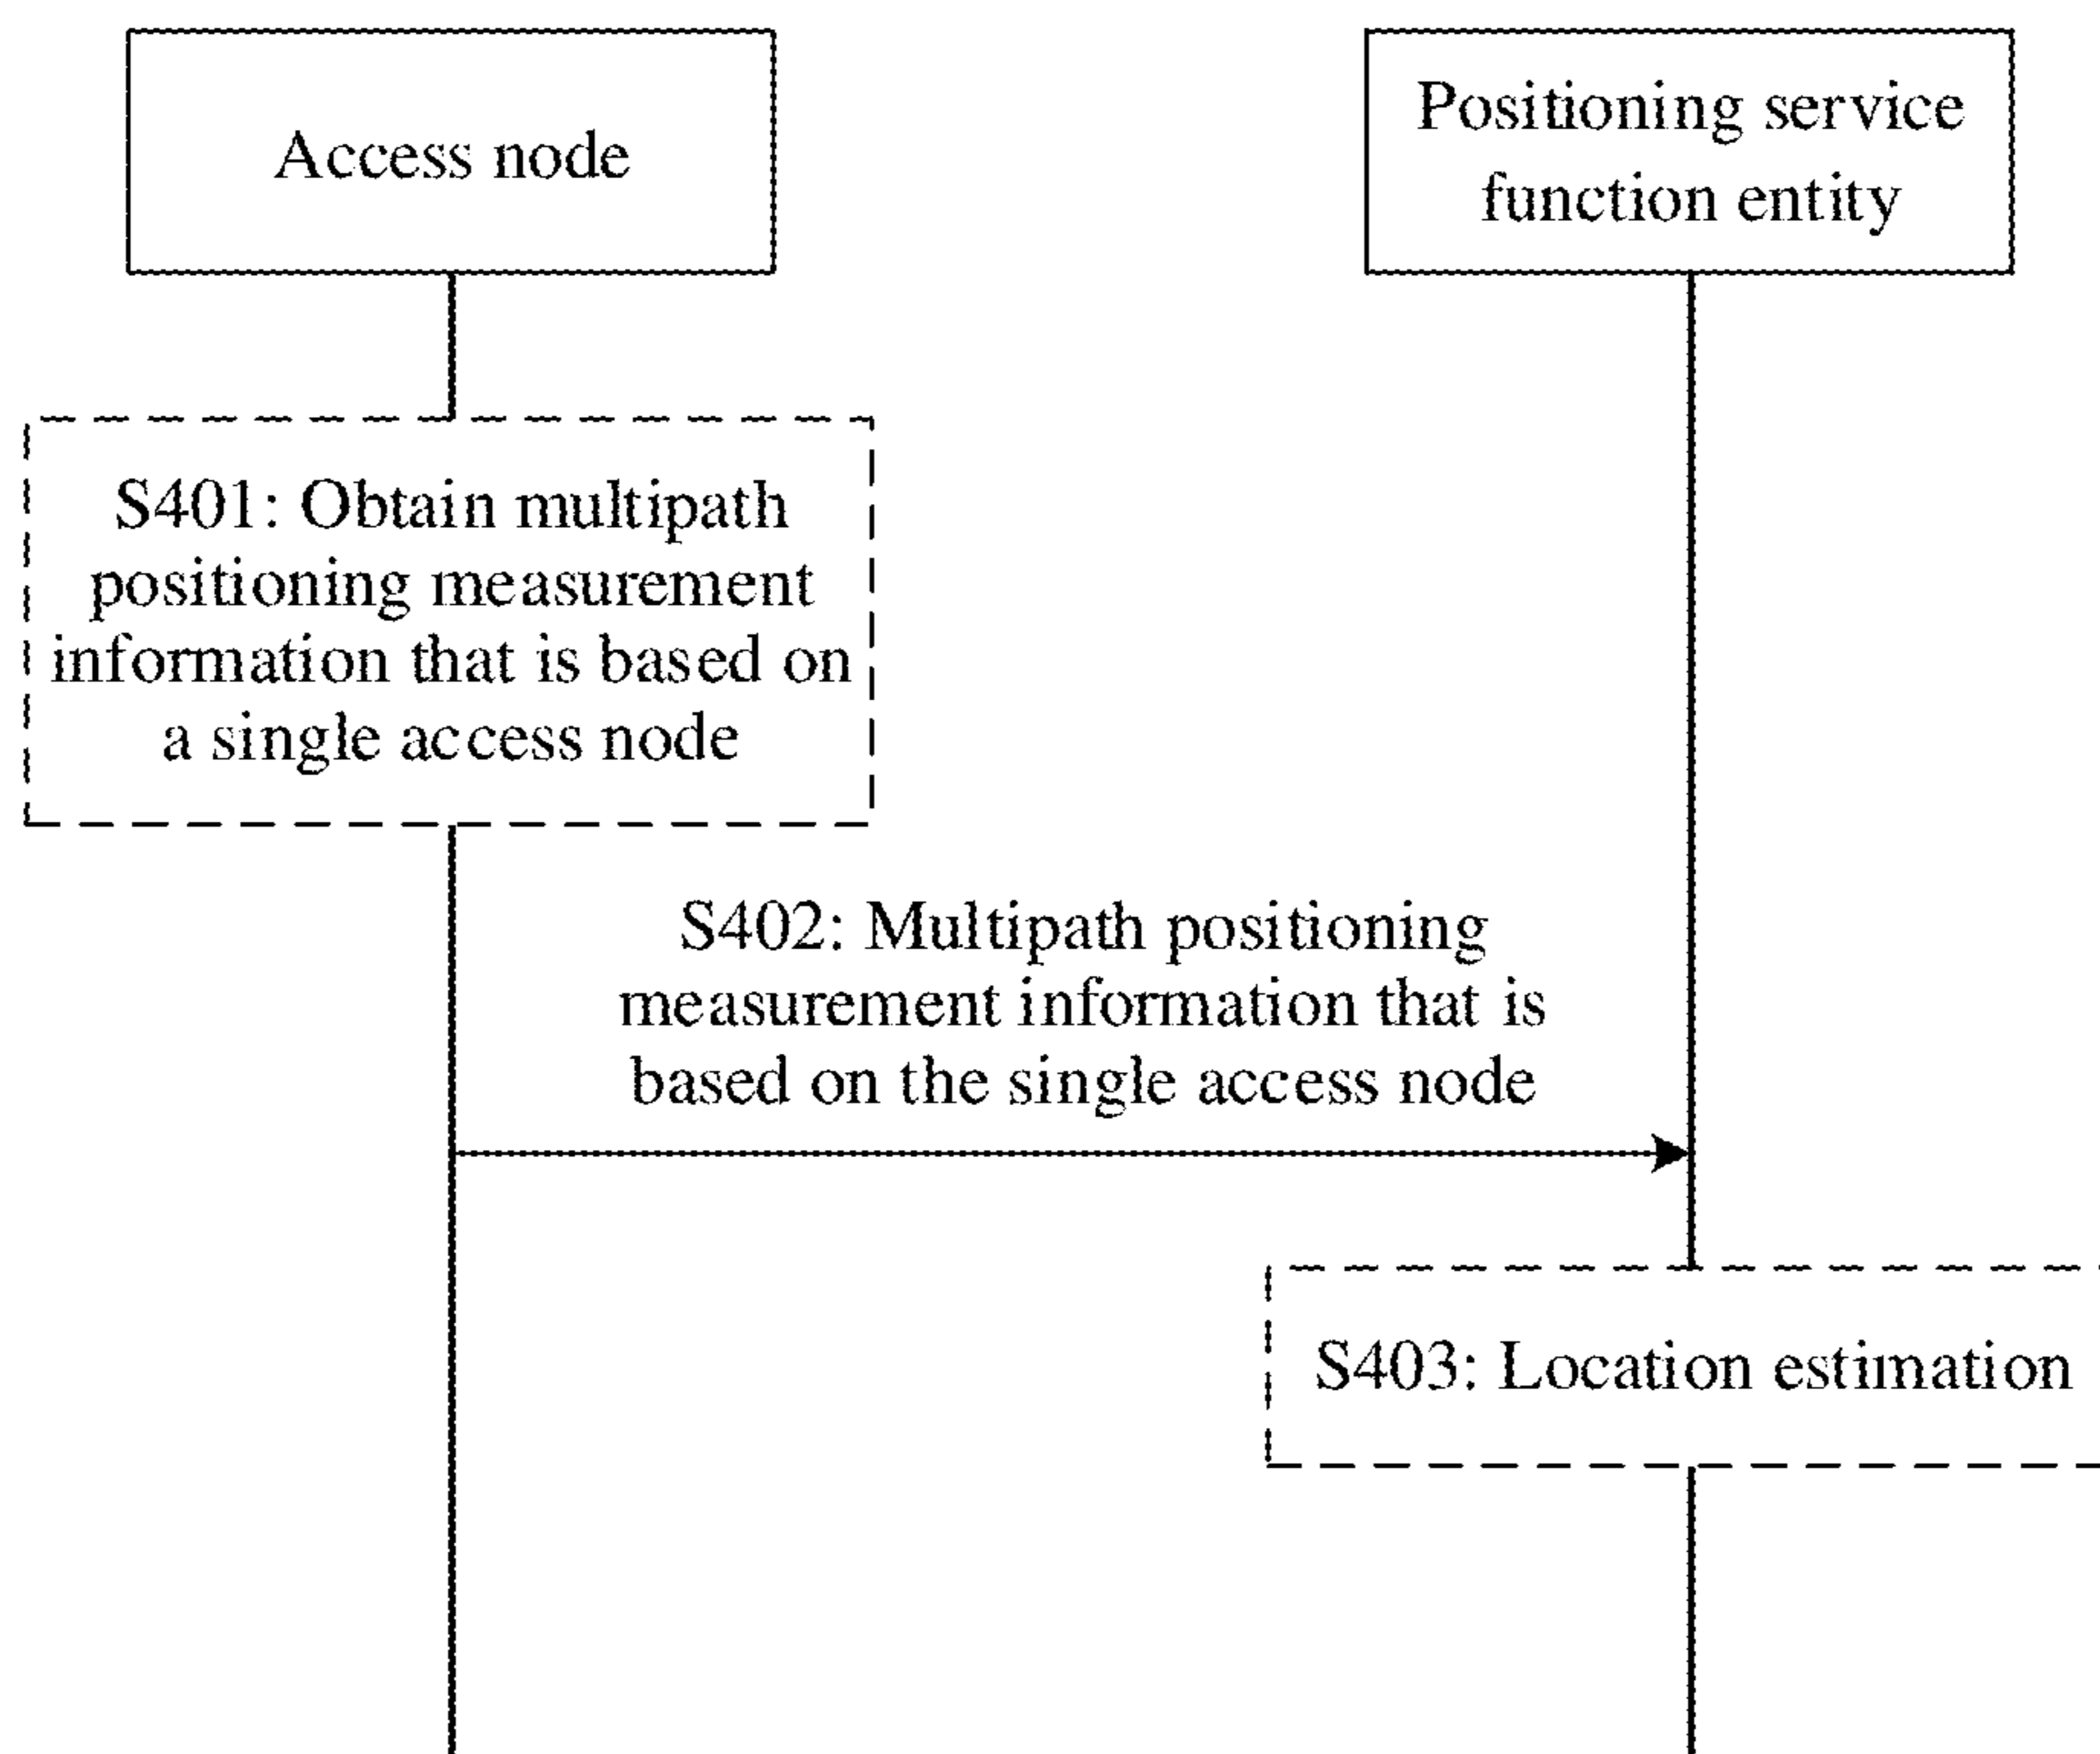 Access node
Positioning service
function entity
S401: Obtain multipath
positioning measurement
information that is based on
a single access node
S402: Multipath positioning
measurement information that is
based on the single access node
S403: Location estimation